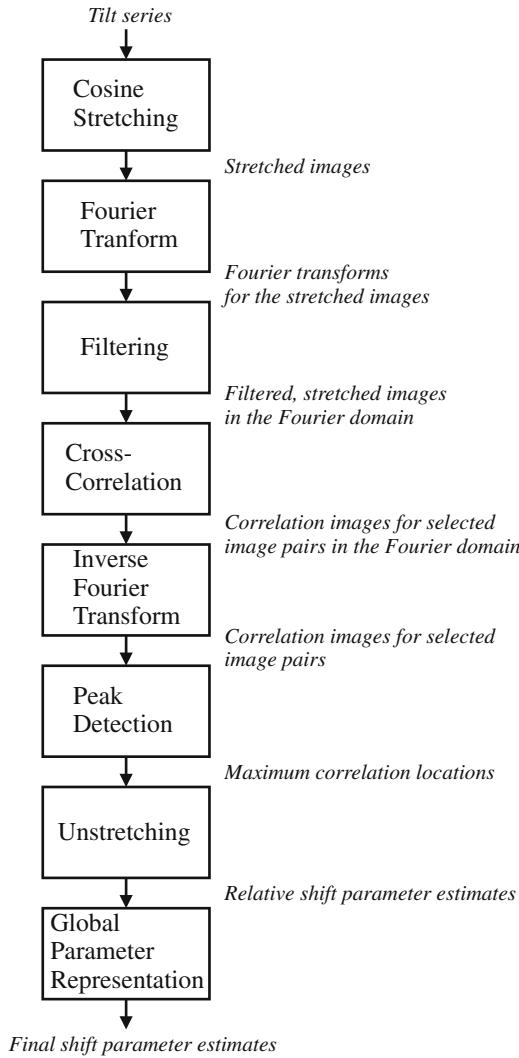 Tilt series
Cosine
Stretching
Stretched images
Fourier
Tranform
Fourier transforms
for the stretched images
Filtering
Filtered, stretched images
in the Fourier domain
Cross-
Correlation
Correlation images for selected
image pairs in the Fourier domain
Inverse
Fourier
Transform
Correlation images for selected
image pairs
Peak
Detection
Maximum correlation locations
Unstretching
Relative shift parameter estimates
Global
Parameter
Representation
Final shift parameter estimates